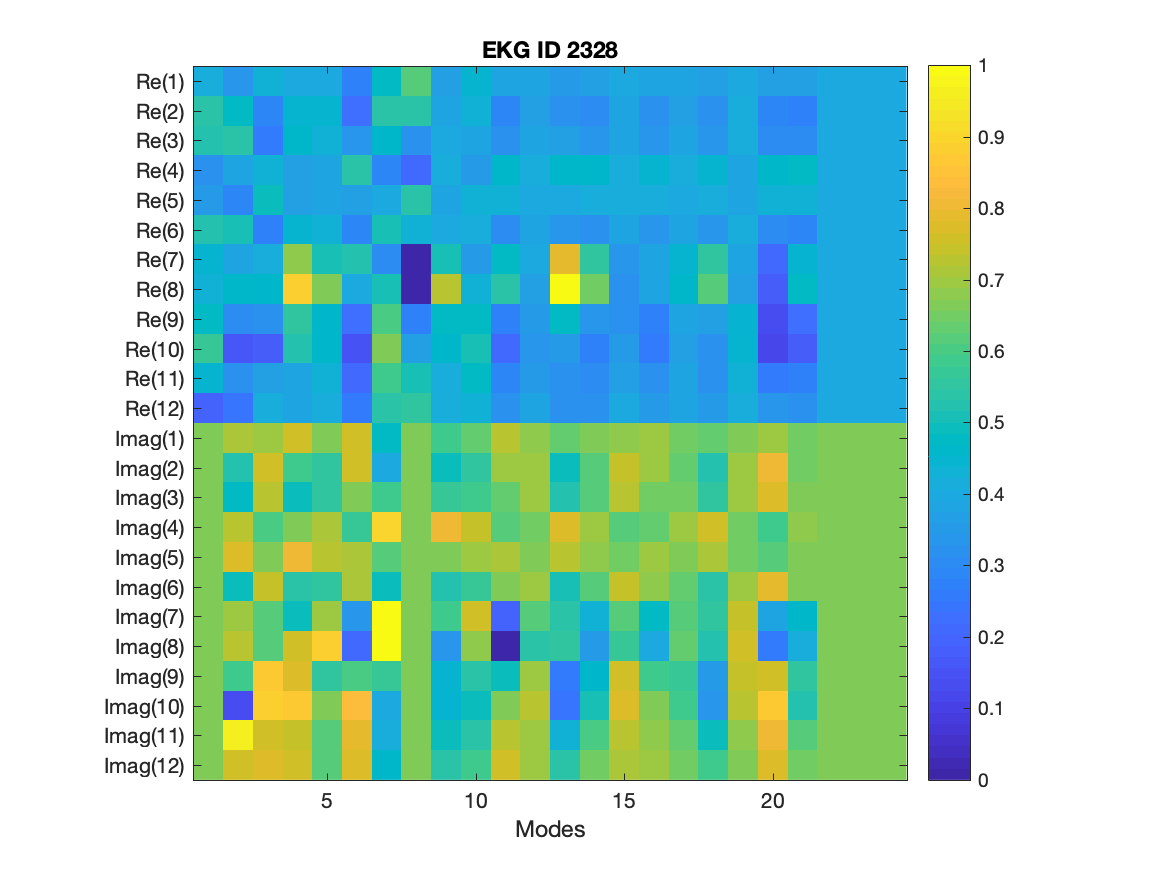 EKG ID 2328
Re(1)
Re(2)
Re(3)
Re(4)
Re(5)
Re(6)
Re(7)
Re(8)
Re(9)
Re(10)
Re(11)
Re(12)
Imag(1)
Imag(2)
Imag(3)
Imag(4)
Imag(5)
Imag(6)
Imag(7)
Imag(8)
Imag(9)
Imag(10)
Imag(11)
Imag(12)
5 10 15 20
Modes
1
0.9
0.8
0.7
0.6
0.5
0.4
0.3
0.2
0.1
0